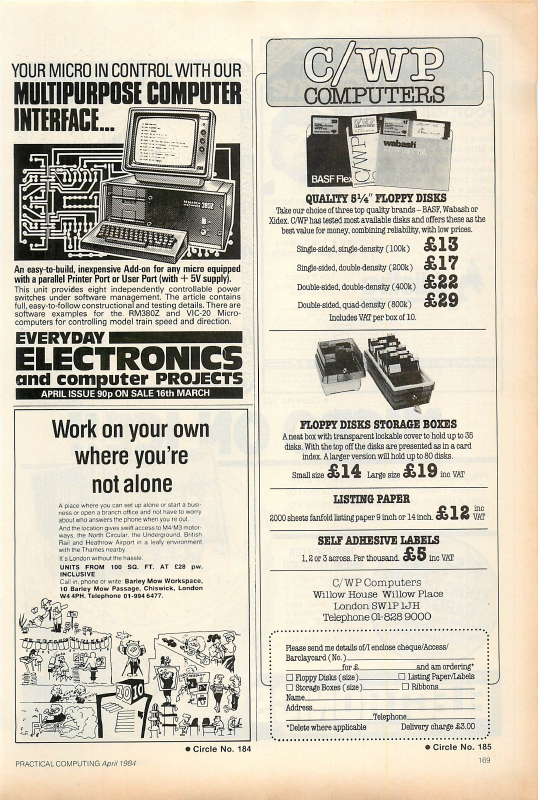 YOUR MICRO IN CONTROL WITH OUR
MULTIPURPOSE COMPUTER
INTERFACE...
380Z
An easy-to-build, inexpensive Add-on for any micro equipped
with a parallel Printer Port or User Port (with + 5V supply).
This unit provides eight independently controllable power
switches under software management. The article contains
full, easy-to-follow constructional and testing details. There are
software examples for the RM380Z and VIC-20 Micro-
computers for controlling model train speed and direction.
EVERYDAY
ELECTRONICS
and computer PROJECTS
APRIL ISSUE 90p ON SALE 16th MARCH
Work on your own
where you're
not alone
A place where you can set up alone or start a busi-
ness or open a branch office and not have to worry
about who answers the phone when you're out.
And the location gives swift access to M4/M3 motor-
ways, the North Circular, the Underground, British
Rail and Heathrow Airport in a leafy environment
with the Thames nearby.
It's London without the hassle.
UNITS FROM 100 SQ. FT. AT £28 pw.
INCLUSIVE
Call in, phone or write: Barley Mow Workspace,
10 Barley Mow Passage, Chiswick, London
W4 4PH. Telephone 01-994 6477.
Circle No. 184
C/WP
COMPUTERS
BASF Flex
C/WP
wabash
QUALITY 5¼" FLOPPY DISKS
Take our choice of three top quality brands – BASF, Wabash or
Xidex. C/WP has tested most available disks and offers these as the
best value for money, combining reliability, with low prices.
Single-sided, single-density (100k) £13
Single-sided, double-density (200k) £17
Double-sided, double-density (400k) £22
Double-sided, quad-density (800k) £29
Includes VAT per box of 10.
FLOPPY DISKS STORAGE BOXES
A neat box with transparent lockable cover to hold up to 35
disks. With the top off the disks are presented as in a card
index. A larger version will hold up to 80 disks.
Small size £14 Large size £19 inc VAT
LISTING PAPER
2000 sheets fanfold listing paper 9 inch or 14 inch. £12 inc VAT
SELF ADHESIVE LABELS
1, 2 or 3 across. Per thousand. £5 inc VAT
C/WP Computers
Willow House Willow Place
London SW1P 1JH
Telephone 01-828 9000
Please send me details of/I enclose cheque/Access/
Barclaycard (No.)
for £ and am ordering*
Floppy Disks (size) Listing Paper/Labels
Storage Boxes (size) Ribbons
Name
Address
Telephone
*Delete where applicable Delivery charge £3.00
Circle No. 185
PRACTICAL COMPUTING April 1984
169